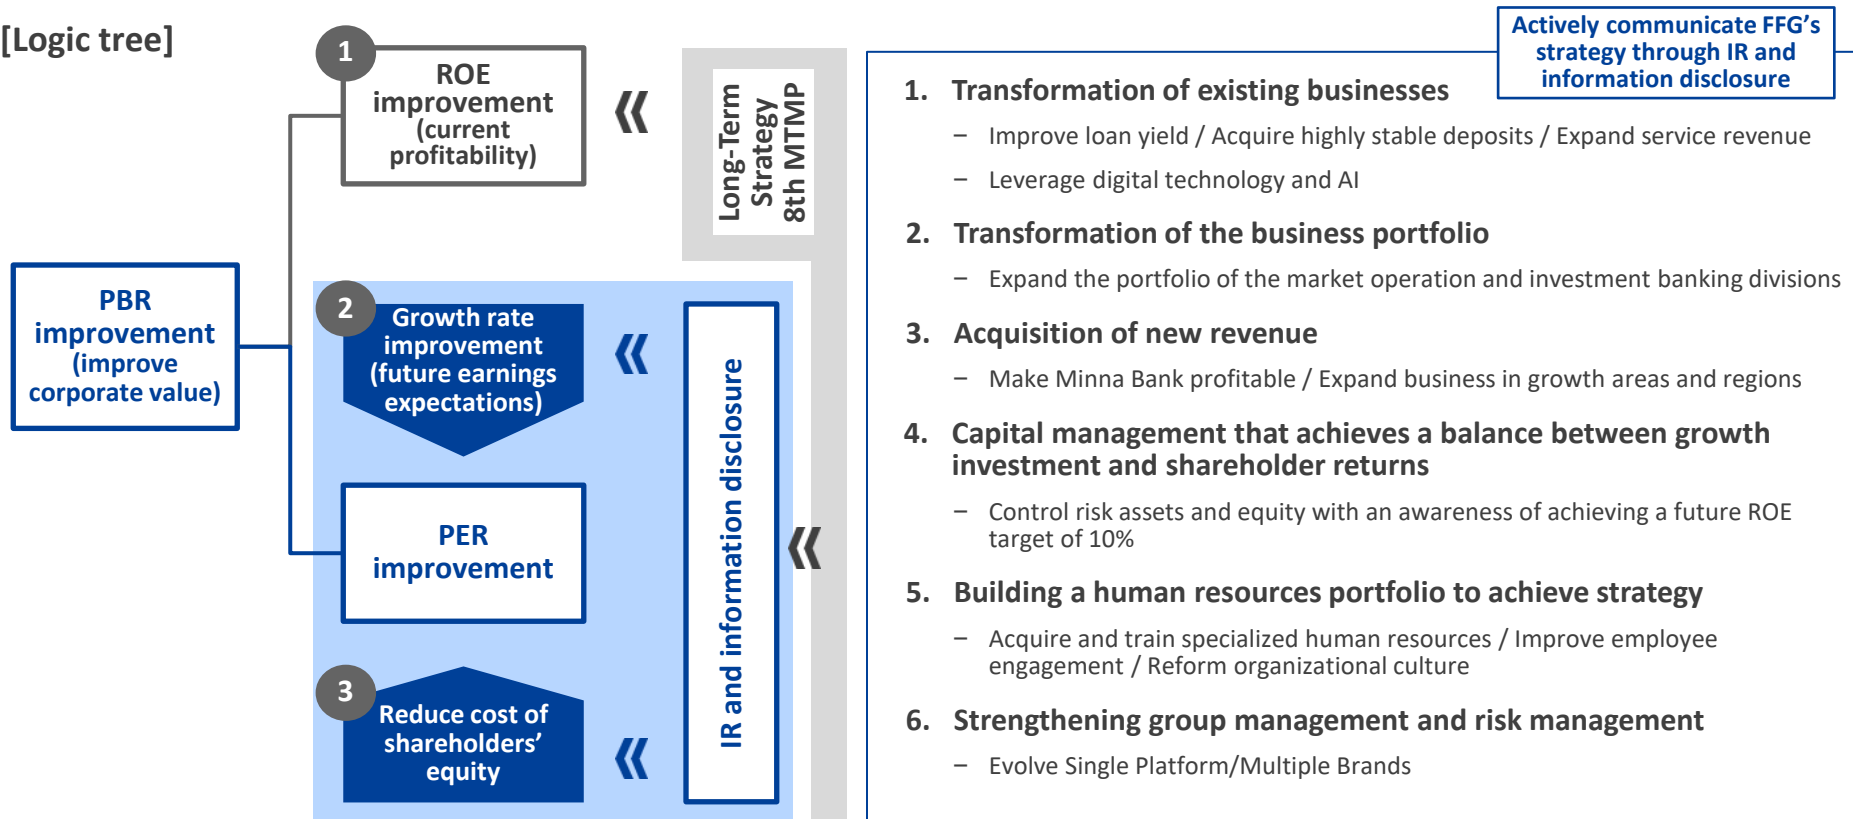 [Logic tree]
1
ROE
improvement
(current
profitability)
PBR
improvement
(improve
corporate value)
2
Growth rate
improvement
(future earnings
expectations)
PER
improvement
3
Reduce cost of
shareholders'
equity
IR and information disclosure
Long-Term
Strategy
8th MTMP
Actively communicate FFG's
strategy through IR and
information disclosure
1. Transformation of existing businesses
– Improve loan yield / Acquire highly stable deposits / Expand service revenue
– Leverage digital technology and AI
2. Transformation of the business portfolio
– Expand the portfolio of the market operation and investment banking divisions
3. Acquisition of new revenue
– Make Minna Bank profitable / Expand business in growth areas and regions
4. Capital management that achieves a balance between growth
investment and shareholder returns
– Control risk assets and equity with an awareness of achieving a future ROE
target of 10%
5. Building a human resources portfolio to achieve strategy
– Acquire and train specialized human resources / Improve employee
engagement / Reform organizational culture
6. Strengthening group management and risk management
– Evolve Single Platform/Multiple Brands